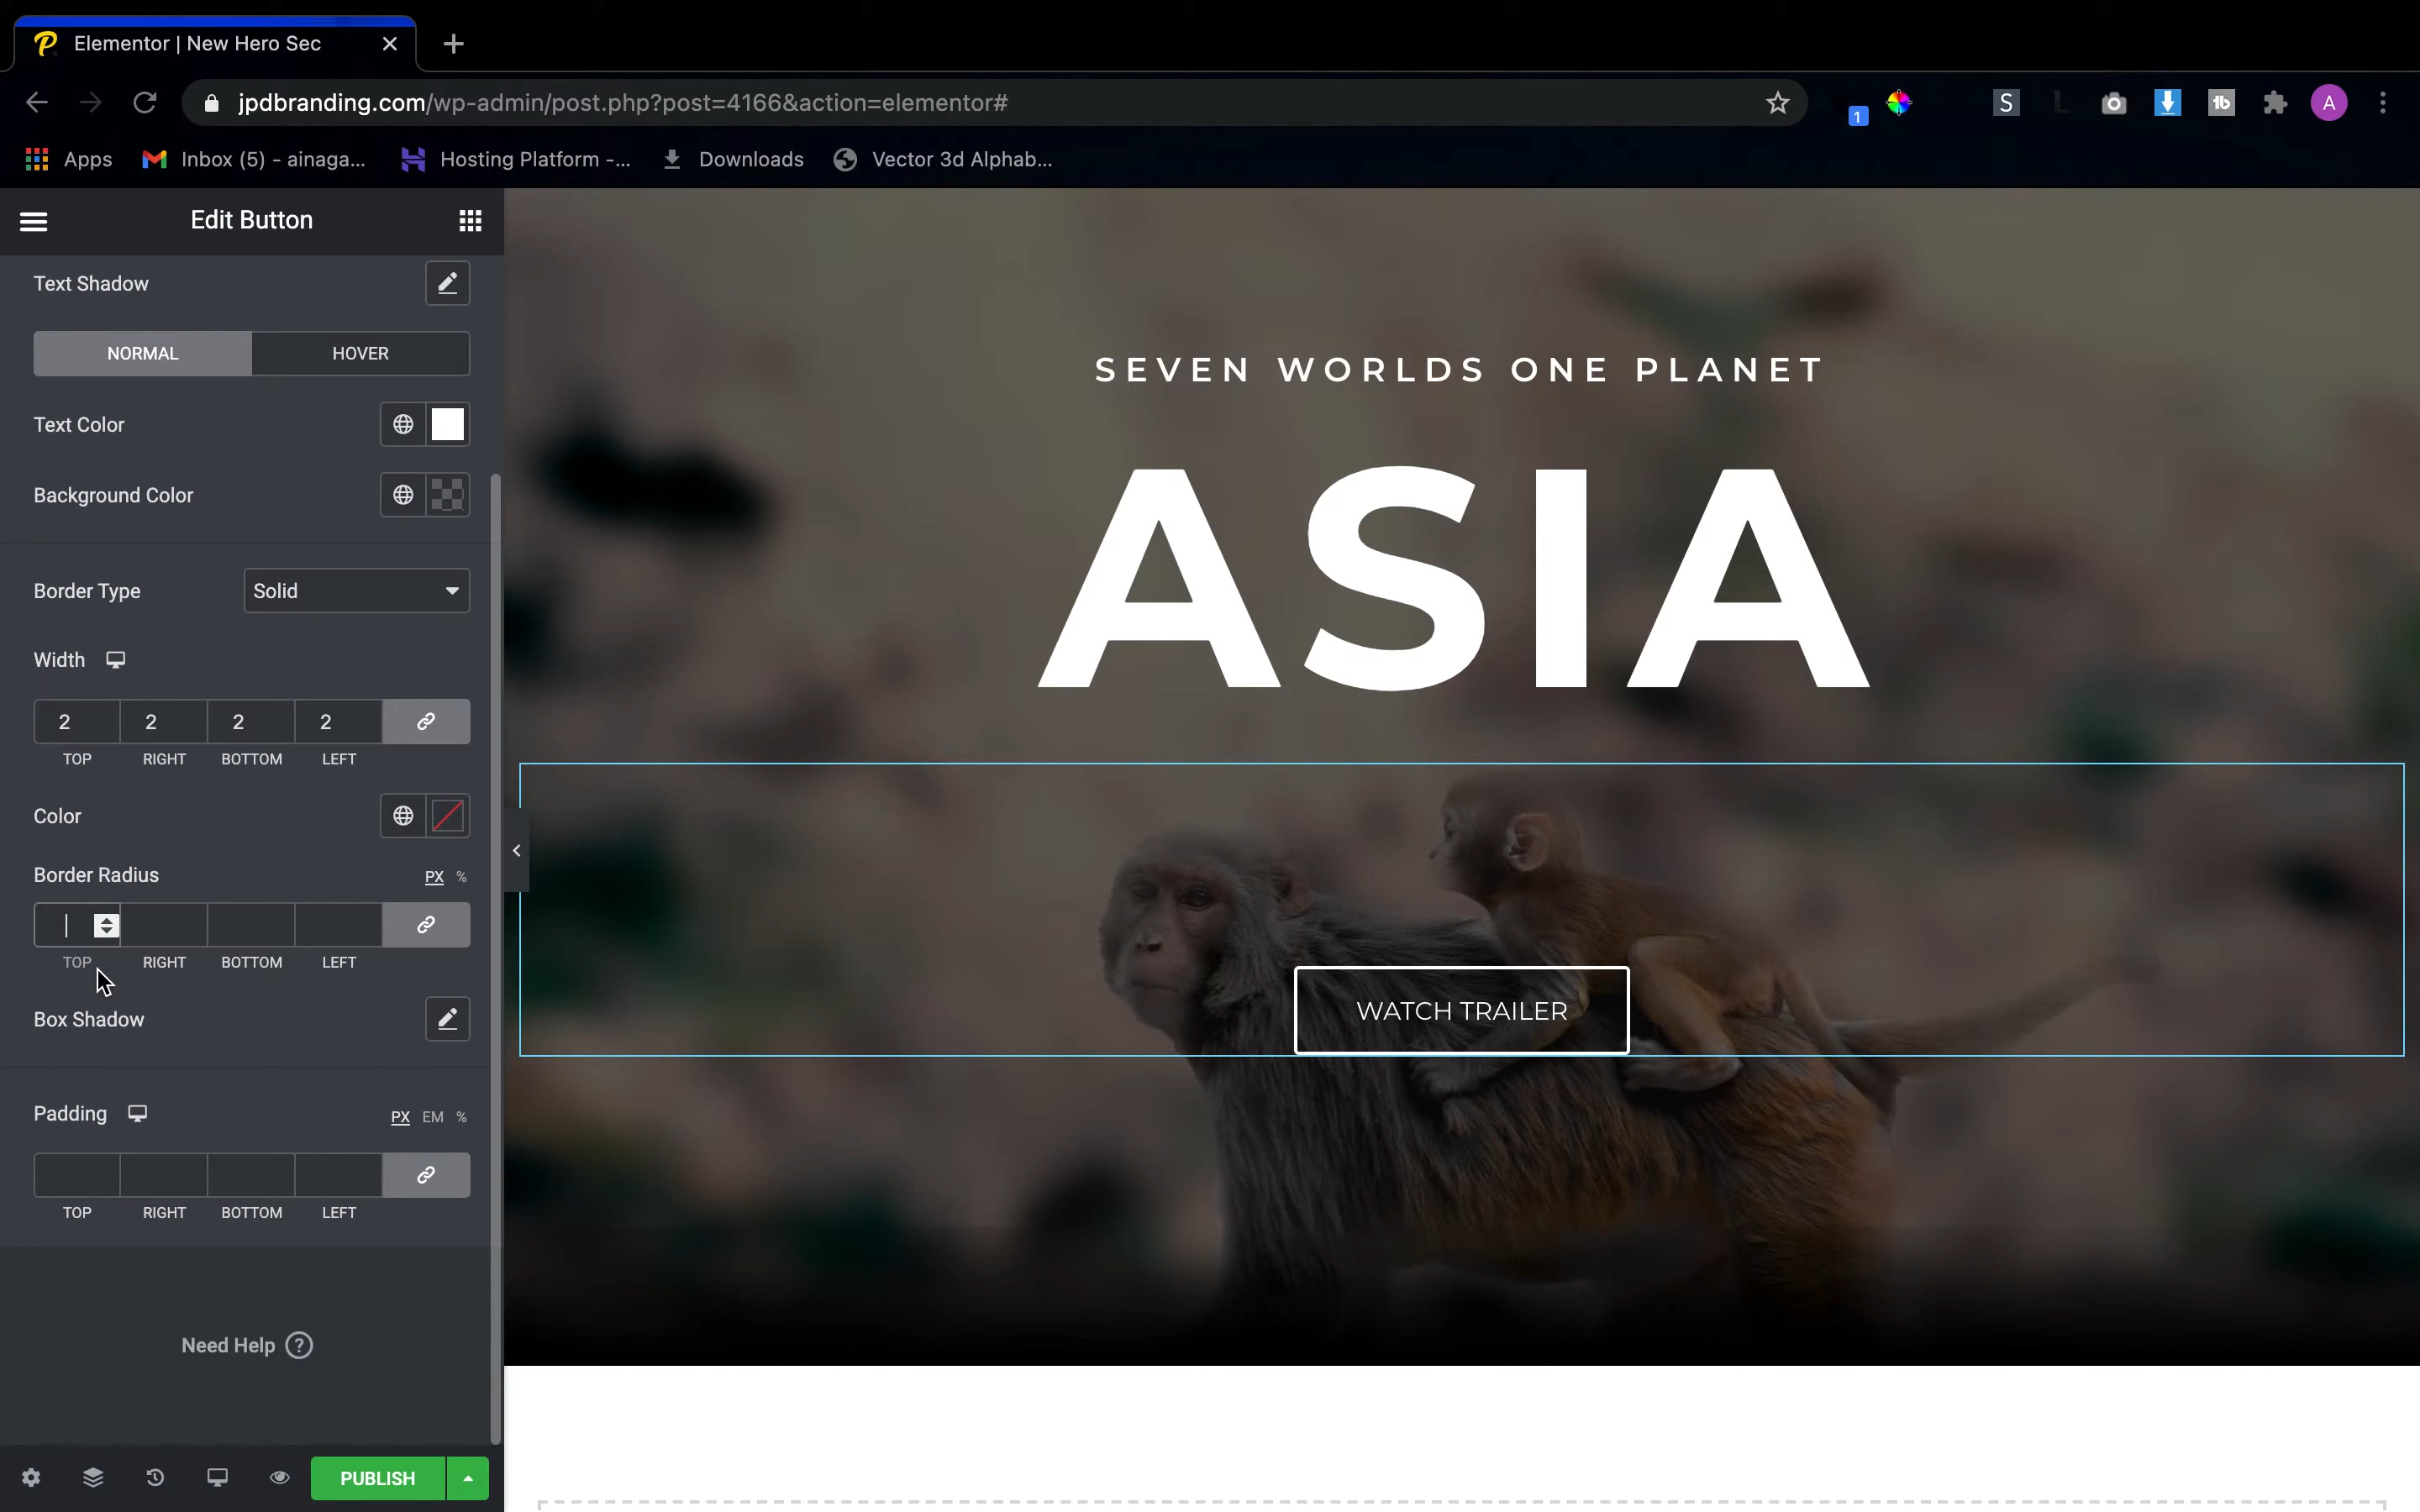 Elementor | New Hero Sec
jpdbranding.com/wp-admin/post.php?post=4166&action=elementor#
1
S
L
tb
A
Apps
Inbox (5) - ainaga...
Hosting Platform -...
Downloads
Vector 3d Alphab...
Edit Button
Text Shadow
NORMAL HOVER
Text Color
Background Color
Border Type Solid
Width
2 2 2 2
TOP RIGHT BOTTOM LEFT
Color
Border Radius PX %
TOP RIGHT BOTTOM LEFT
Box Shadow
Padding PX EM %
TOP RIGHT BOTTOM LEFT
Need Help ?
PUBLISH
SEVEN WORLDS ONE PLANET
ASIA
WATCH TRAILER